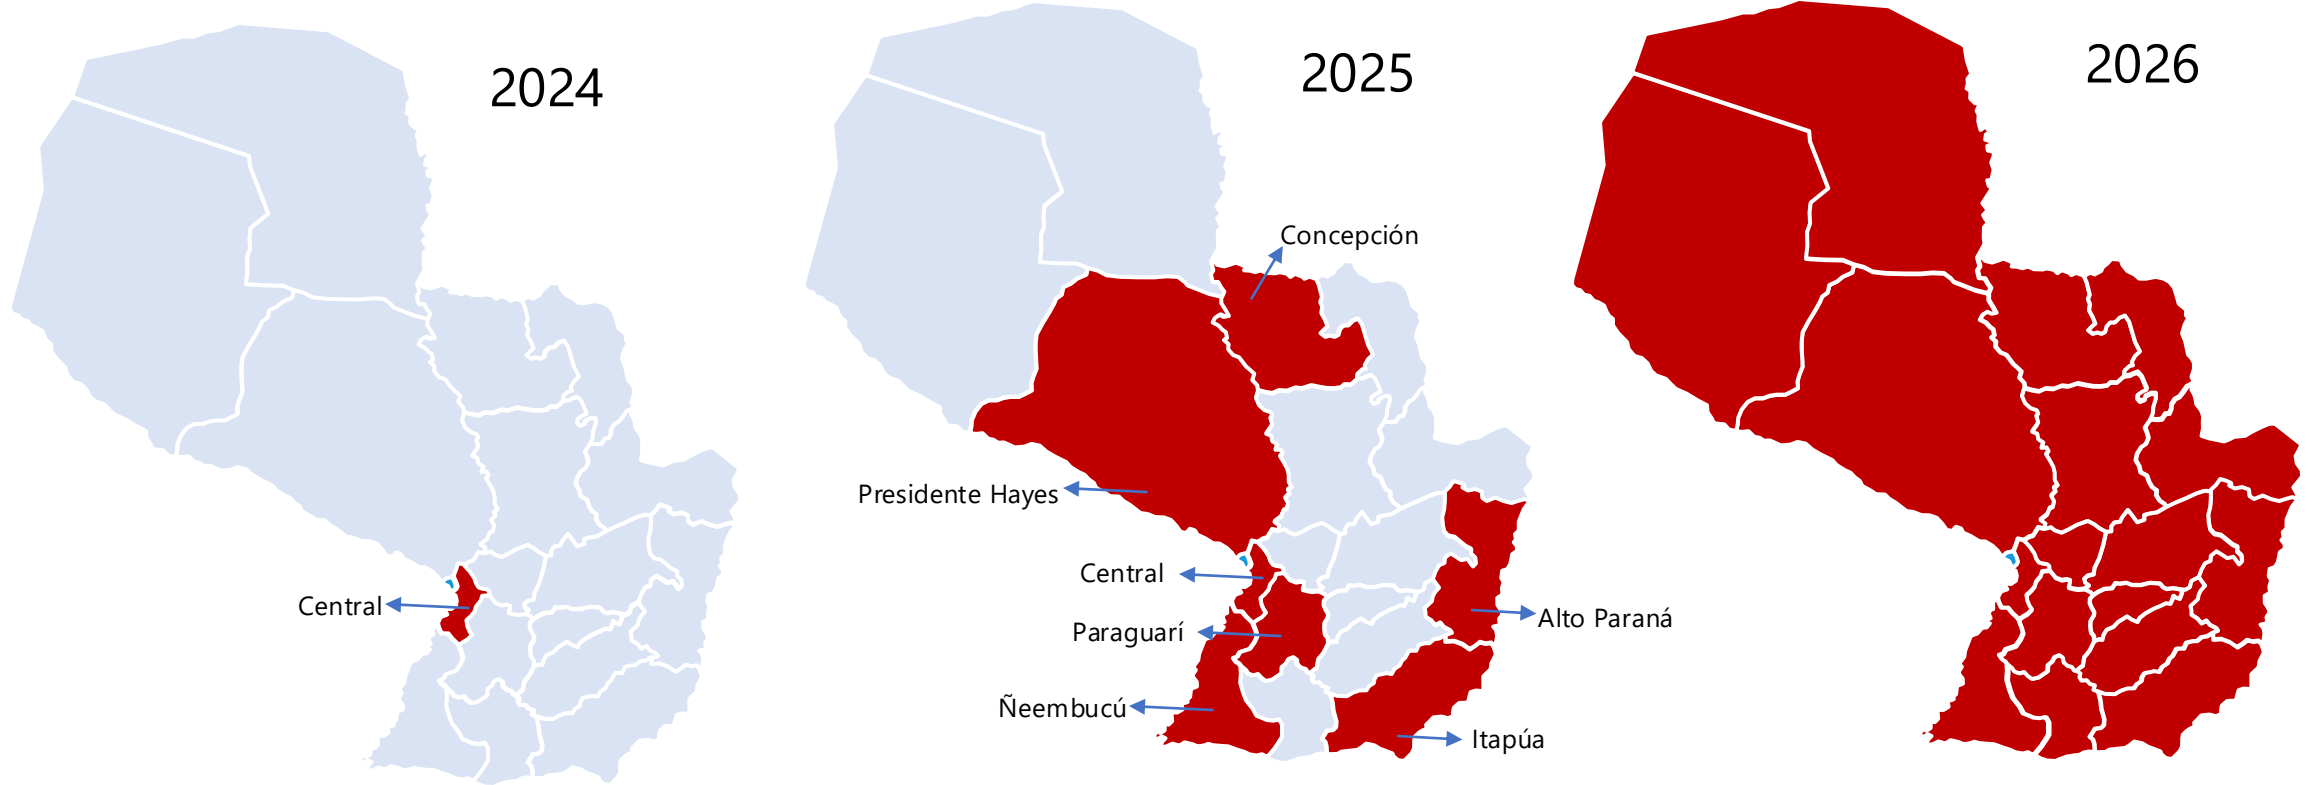 2024
Central
2025
Concepción
Presidente Hayes
Central
Paraguarí
Alto Paraná
Ñeembucú
Itapúa
2026